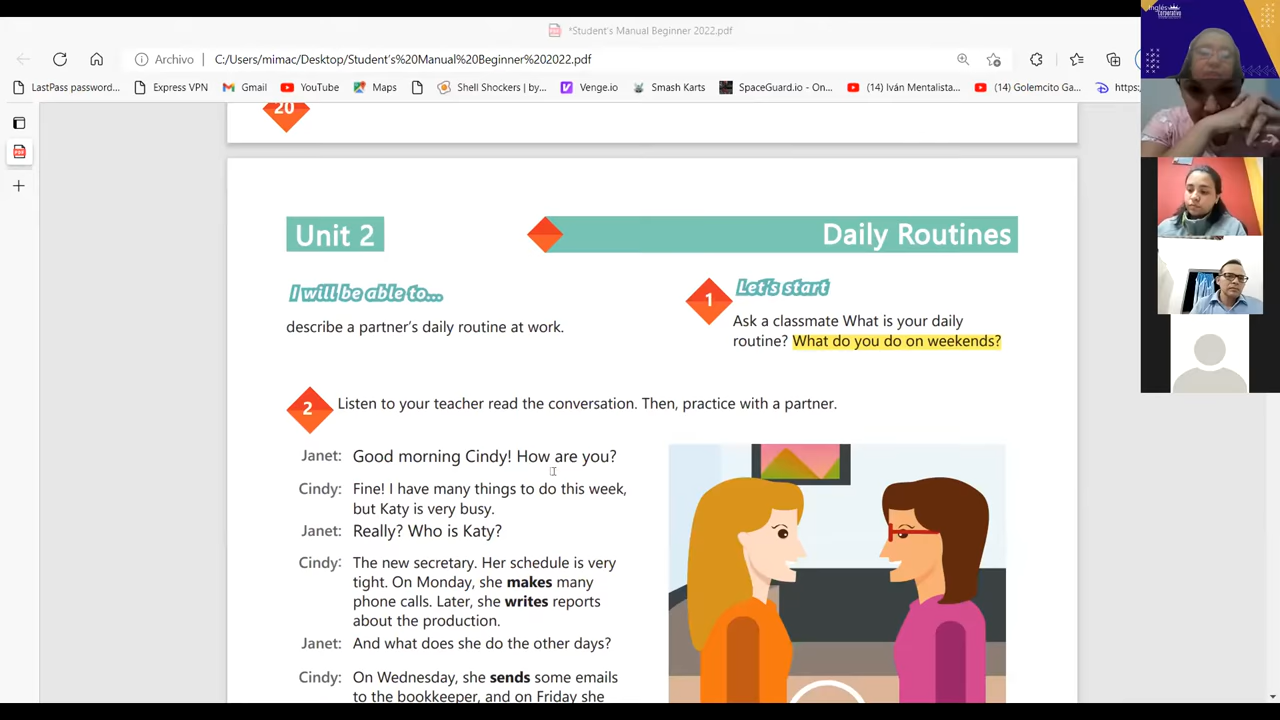 *Student's Manual Beginner 2022.pdf
Archivo C:/Users/mimac/Desktop/Student's%20Manual%20Beginner%202022.pdf
LastPass password... Express VPN Gmail YouTube Maps Shell Shockers | by... Venge.io Smash Karts SpaceGuard.io - On... (14) Iván Mentalista... (14) Golemcito Ga... https:
Inglés
corporativo
20
Unit 2 Daily Routines
I will be able to...
describe a partner's daily routine at work.
1 Let's start
Ask a classmate What is your daily
routine? What do you do on weekends?
2 Listen to your teacher read the conversation. Then, practice with a partner.
Janet: Good morning Cindy! How are you?
Cindy: Fine! I have many things to do this week,
but Katy is very busy.
Janet: Really? Who is Katy?
Cindy: The new secretary. Her schedule is very
tight. On Monday, she makes many
phone calls. Later, she writes reports
about the production.
Janet: And what does she do the other days?
Cindy: On Wednesday, she sends some emails
to the bookkeeper, and on Friday she